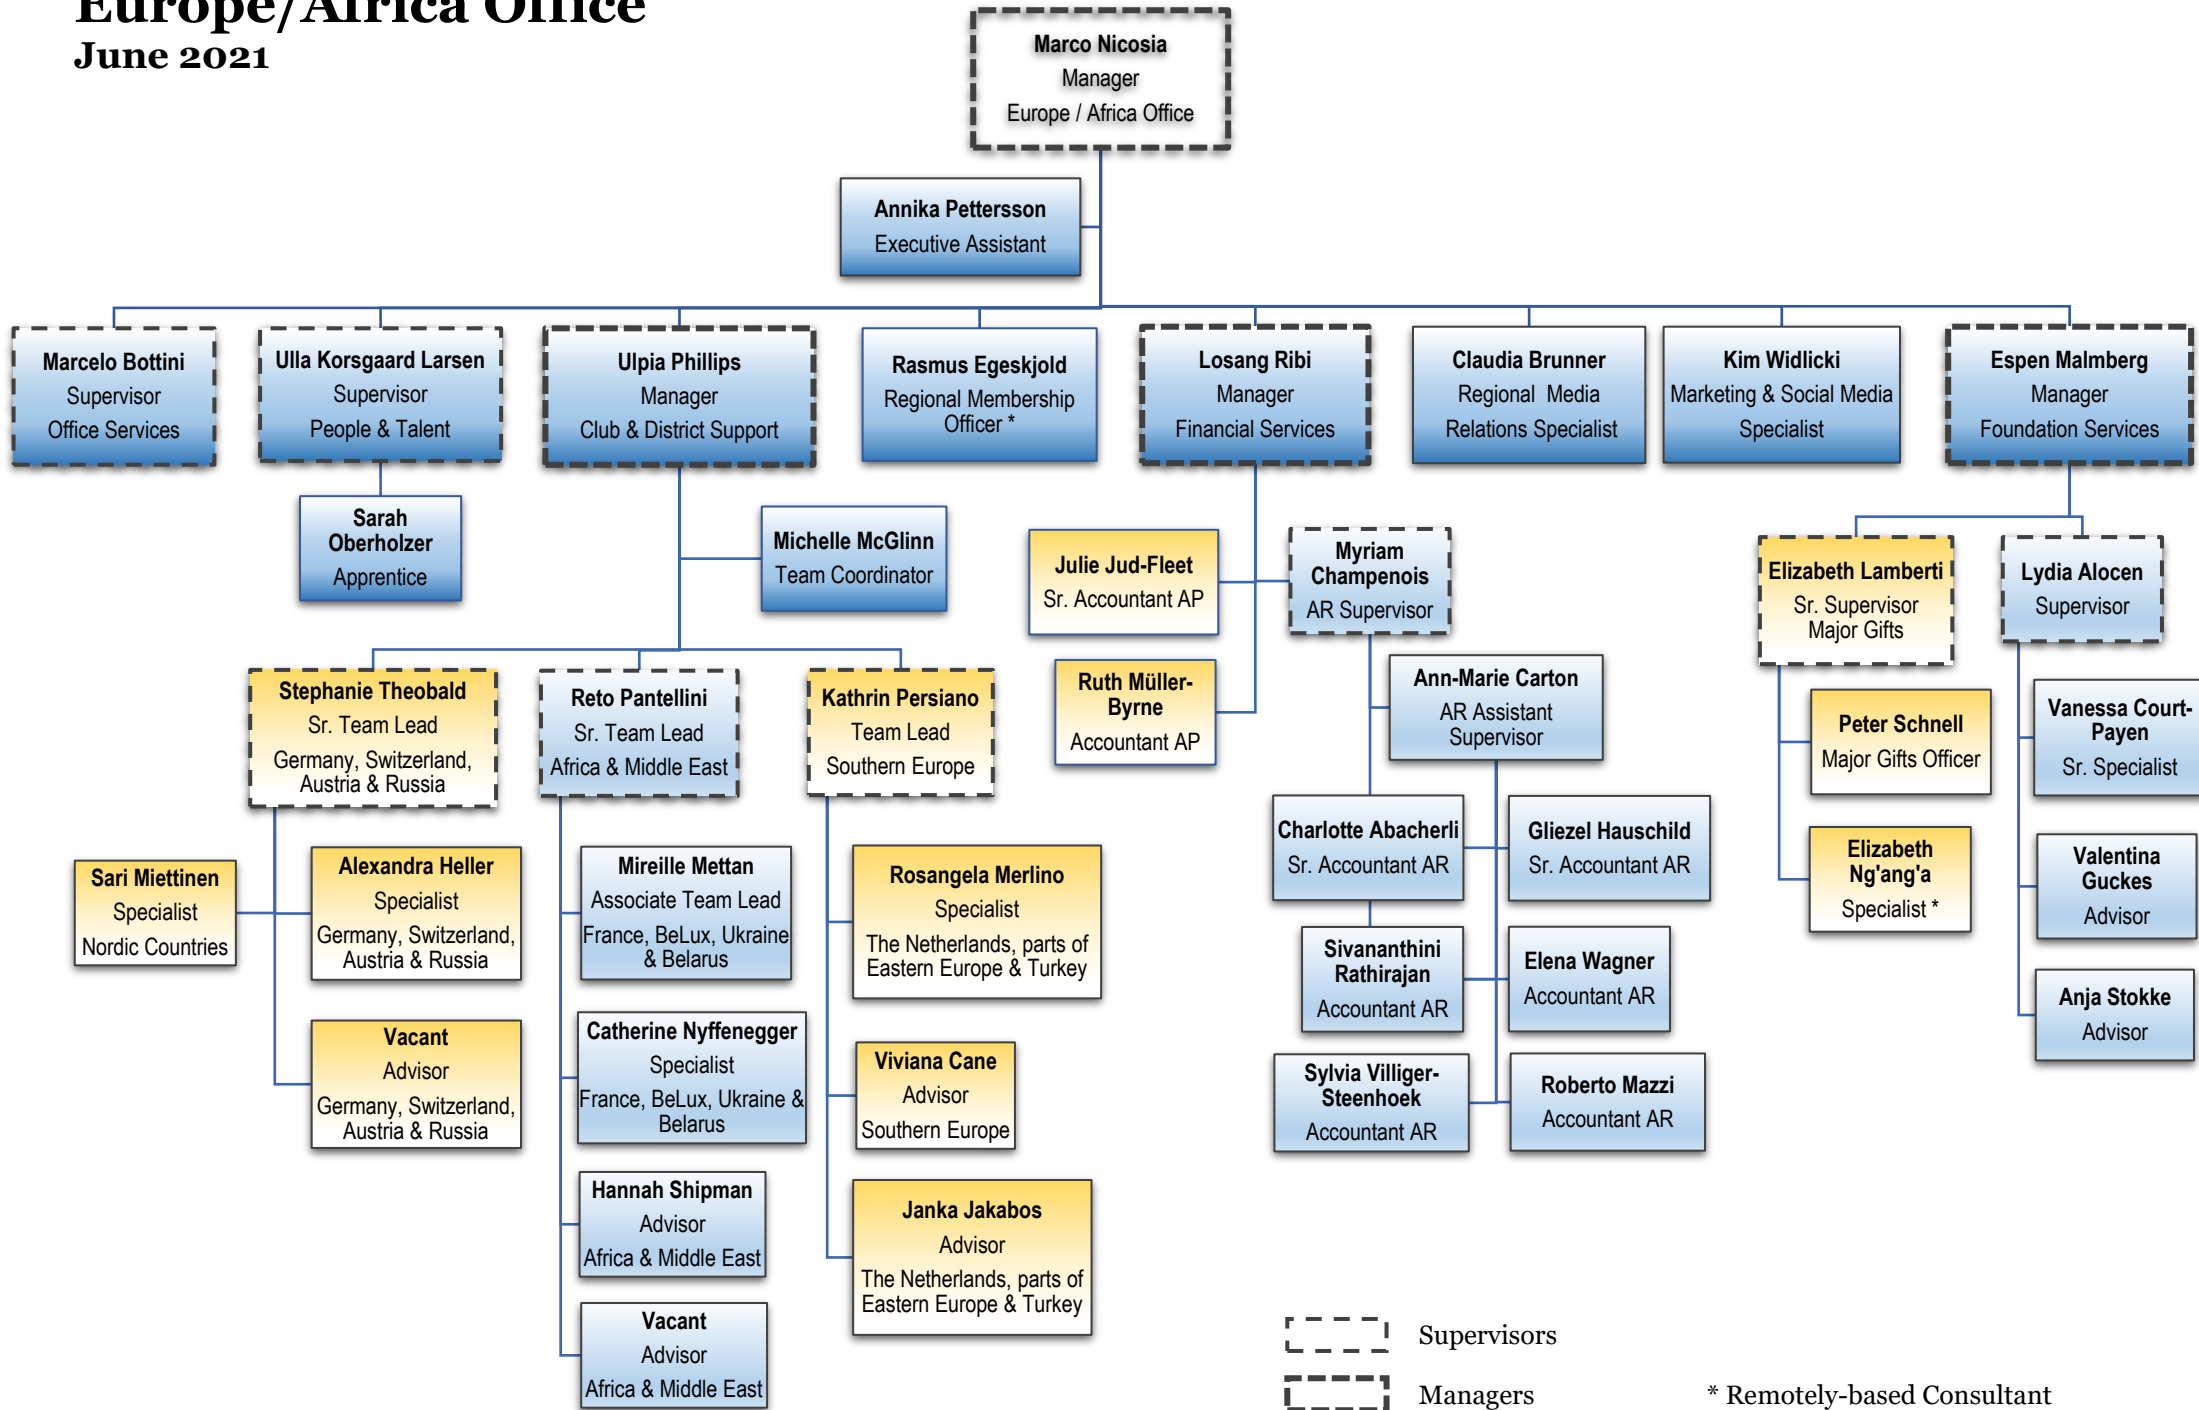 Europe/Africa Office
June 2021
Marco Nicosia
Manager
Europe / Africa Office
Annika Pettersson
Executive Assistant
Marcelo Bottini
Supervisor
Office Services
Ulla Korsgaard Larsen
Supervisor
People & Talent
Ulpia Phillips
Manager
Club & District Support
Rasmus Egeskjold
Regional Membership
Officer *
Losang Ribi
Manager
Financial Services
Claudia Brunner
Regional Media
Relations Specialist
Kim Widlicki
Marketing & Social Media
Specialist
Espen Malmberg
Manager
Foundation Services
Sarah
Oberholzer
Apprentice
Michelle McGlinn
Team Coordinator
Julie Jud-Fleet
Sr. Accountant AP
Myriam
Champenois
AR Supervisor
Elizabeth Lamberti
Sr. Supervisor
Major Gifts
Lydia Alocen
Supervisor
Stephanie Theobald
Sr. Team Lead
Germany, Switzerland,
Austria & Russia
Reto Pantellini
Sr. Team Lead
Africa & Middle East
Kathrin Persiano
Team Lead
Southern Europe
Ruth Müller-
Byrne
Accountant AP
Ann-Marie Carton
AR Assistant
Supervisor
Peter Schnell
Major Gifts Officer
Vanessa Court-
Payen
Sr. Specialist
Sari Miettinen
Specialist
Nordic Countries
Alexandra Heller
Specialist
Germany, Switzerland,
Austria & Russia
Mireille Mettan
Associate Team Lead
France, BeLux, Ukraine
& Belarus
Rosangela Merlino
Specialist
The Netherlands, parts of
Eastern Europe & Turkey
Charlotte Abacherli
Sr. Accountant AR
Gliezel Hauschild
Sr. Accountant AR
Elizabeth
Ng'ang'a
Specialist *
Valentina
Guckes
Advisor
Vacant
Advisor
Germany, Switzerland,
Austria & Russia
Catherine Nyffenegger
Specialist
France, BeLux, Ukraine &
Belarus
Viviana Cane
Advisor
Southern Europe
Sivananthini
Rathirajan
Accountant AR
Elena Wagner
Accountant AR
Anja Stokke
Advisor
Sylvia Villiger-
Steenhoek
Accountant AR
Roberto Mazzi
Accountant AR
Hannah Shipman
Advisor
Africa & Middle East
Janka Jakabos
Advisor
The Netherlands, parts of
Eastern Europe & Turkey
Vacant
Advisor
Africa & Middle East
Supervisors
Managers
* Remotely-based Consultant